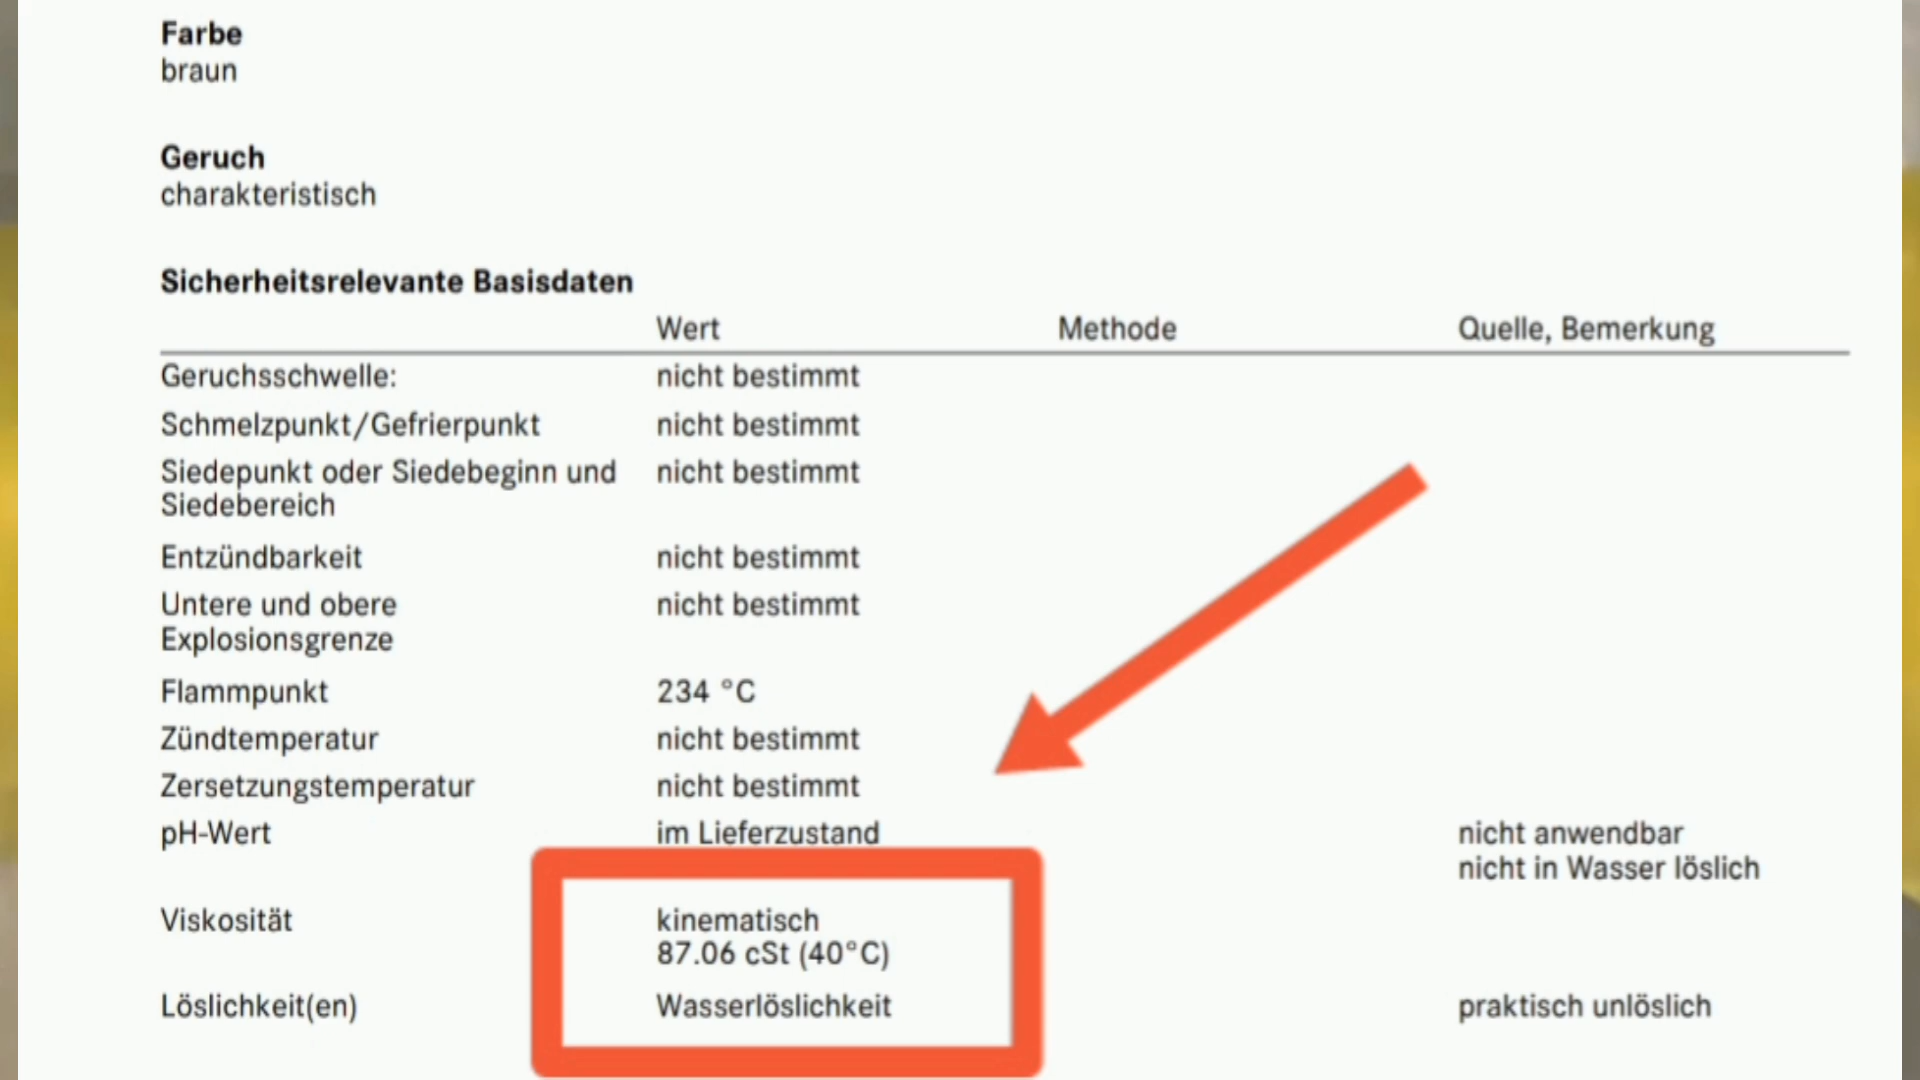 Farbe
braun
Geruch
charakteristisch
Sicherheitsrelevante Basisdaten
Wert Methode Quelle, Bemerkung
Geruchsschwelle: nicht bestimmt
Schmelzpunkt/Gefrierpunkt nicht bestimmt
Siedepunkt oder Siedebeginn und nicht bestimmt
Siedebereich
Entzündbarkeit nicht bestimmt
Untere und obere nicht bestimmt
Explosionsgrenze
Flammpunkt 234 °C
Zündtemperatur nicht bestimmt
Zersetzungstemperatur nicht bestimmt
pH-Wert im Lieferzustand nicht anwendbar
nicht in Wasser löslich
Viskosität kinematisch
87.06 cSt (40°C)
Löslichkeit(en) Wasserlöslichkeit praktisch unlöslich